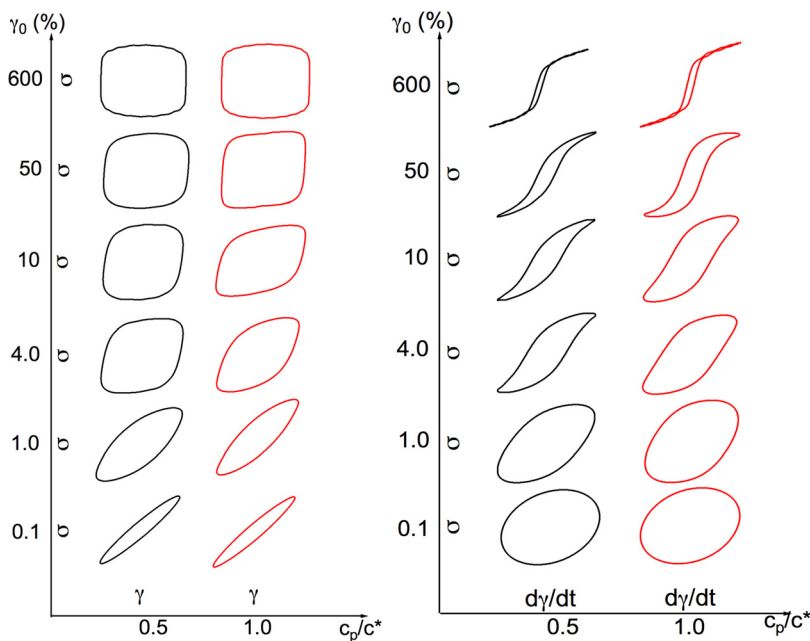 γ₀ (%)
600 σ
50 σ
10 σ
4.0 σ
1.0 σ
0.1 σ
γ γ
0.5 1.0 cₚ/c*
γ₀ (%)
600 σ
50 σ
10 σ
4.0 σ
1.0 σ
0.1 σ
dγ/dt dγ/dt
0.5 1.0 cₚ/c*